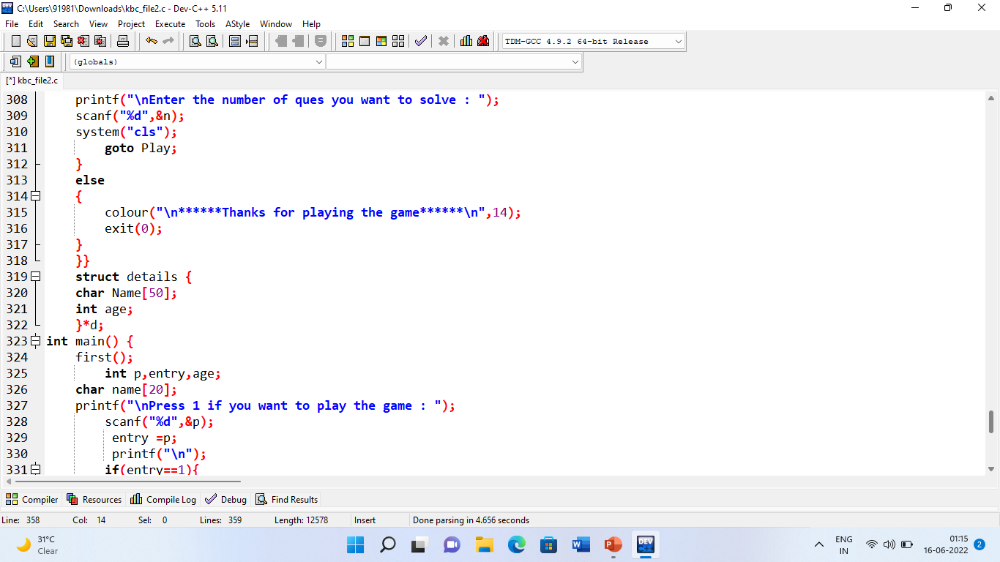 C:\Users\91981\Downloads\kbc_file2.c - Dev-C++ 5.11
File Edit Search View Project Execute Tools AStyle Window Help
TDM-GCC 4.9.2 64-bit Release
(globals)
[*] kbc_file2.c
308 printf("\nEnter the number of ques you want to solve : ");
309 scanf("%d",&n);
310 system("cls");
311 goto Play;
312 }
313 else
314 {
315 colour("\n******Thanks for playing the game******\n",14);
316 exit(0);
317 }
318 }}
319 struct details {
320 char Name[50];
321 int age;
322 }*d;
323 int main() {
324 first();
325 int p,entry,age;
326 char name[20];
327 printf("\nPress 1 if you want to play the game : ");
328 scanf("%d",&p);
329 entry =p;
330 printf("\n");
331 if(entry==1){
Compiler Resources Compile Log Debug Find Results
Line: 358 Col: 14 Sel: 0 Lines: 359 Length: 12578 Insert Done parsing in 4.656 seconds
31°C
Clear
DEV
ENG
IN
01:15
16-06-2022
2